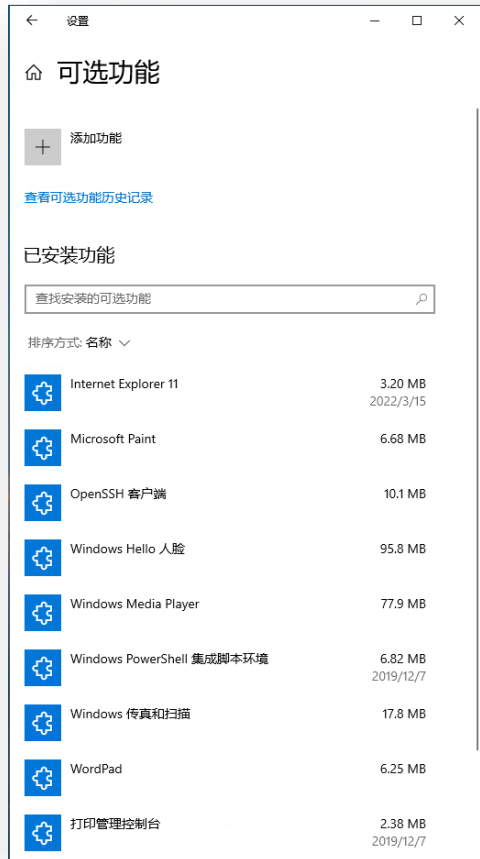 设置
可选功能
添加功能
查看可选功能历史记录
已安装功能
查找安装的可选功能
排序方式: 名称
Internet Explorer 11 3.20 MB
2022/3/15
Microsoft Paint 6.68 MB
OpenSSH 客户端 10.1 MB
Windows Hello 人脸 95.8 MB
Windows Media Player 77.9 MB
Windows PowerShell 集成脚本环境 6.82 MB
2019/12/7
Windows 传真和扫描 17.8 MB
WordPad 6.25 MB
打印管理控制台 2.38 MB
2019/12/7